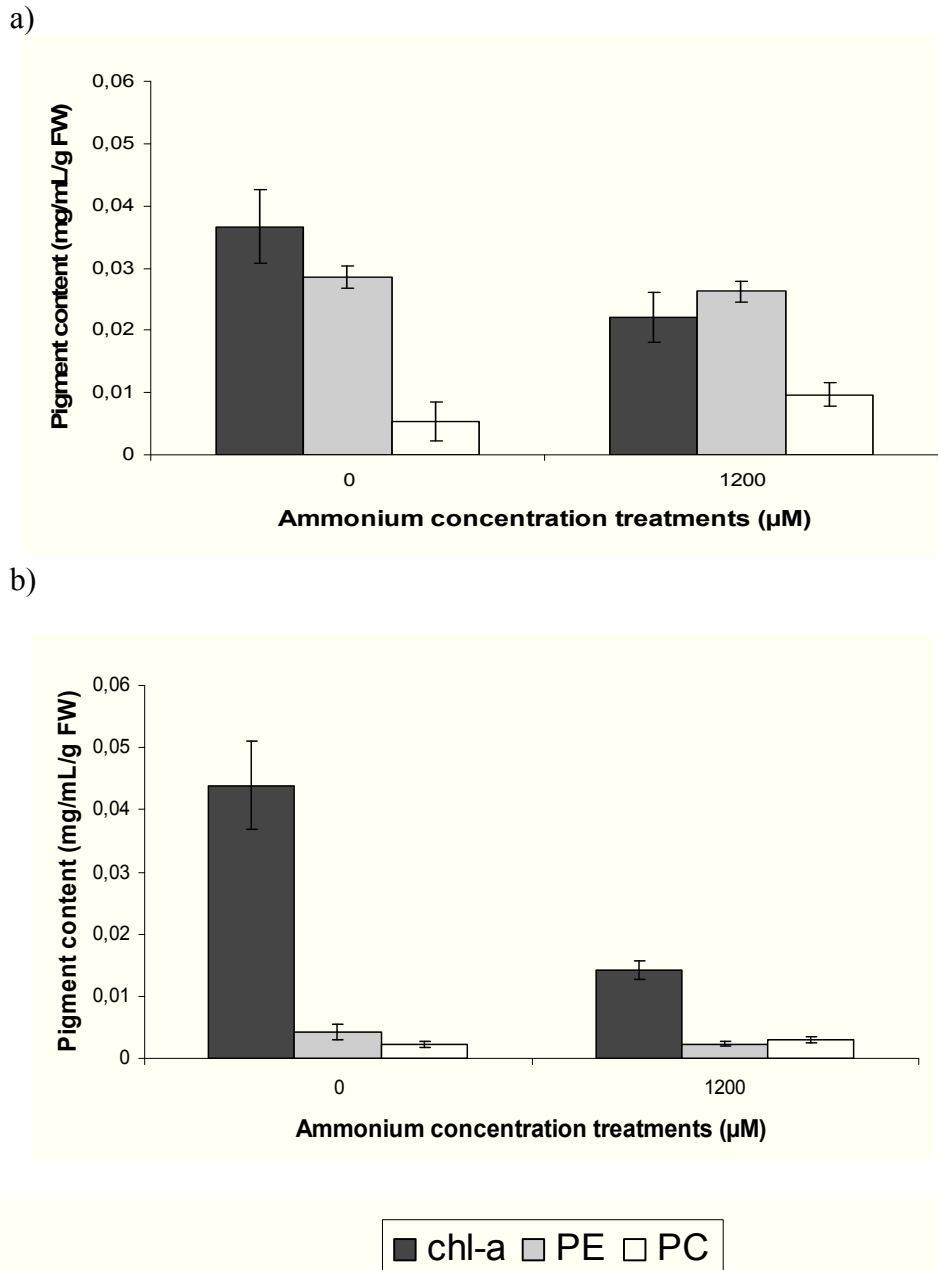 a)
0,06
0,05
0,04
0,03
0,02
0,01
0
Pigment content (mg/mL/g FW)
0 1200
Ammonium concentration treatments (µM)
b)
0,06
0,05
0,04
0,03
0,02
0,01
0
Pigment content (mg/mL/g FW)
0 1200
Ammonium concentration treatments (µM)
chl-a PE PC